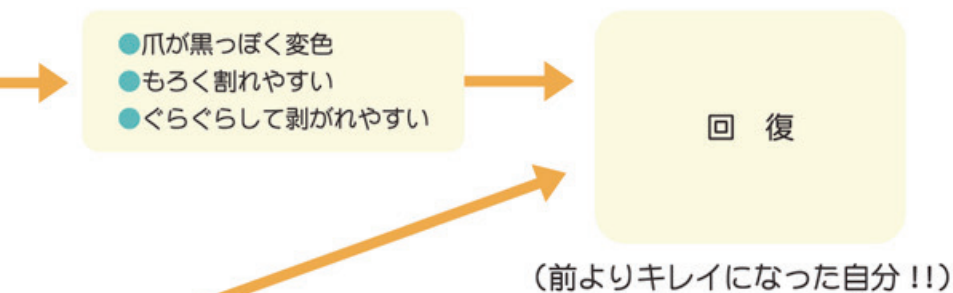 ●爪が黒っぽく変色
●もろく割れやすい
●ぐらぐらして剥がれやすい
回　復
（前よりキレイになった自分!!）